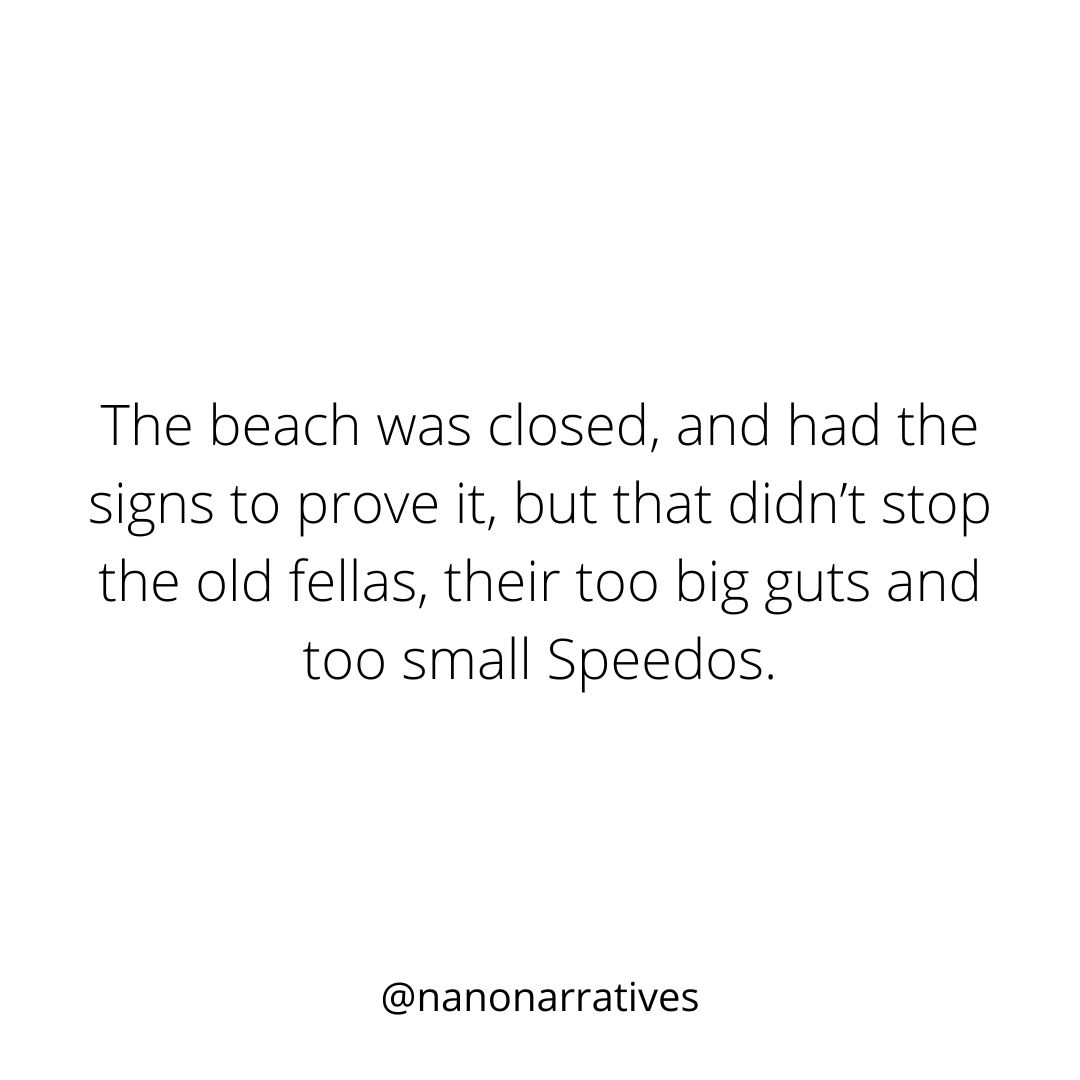 The beach was closed, and had the
signs to prove it, but that didn’t stop
the old fellas, their too big guts and
too small Speedos.
@nanonarratives